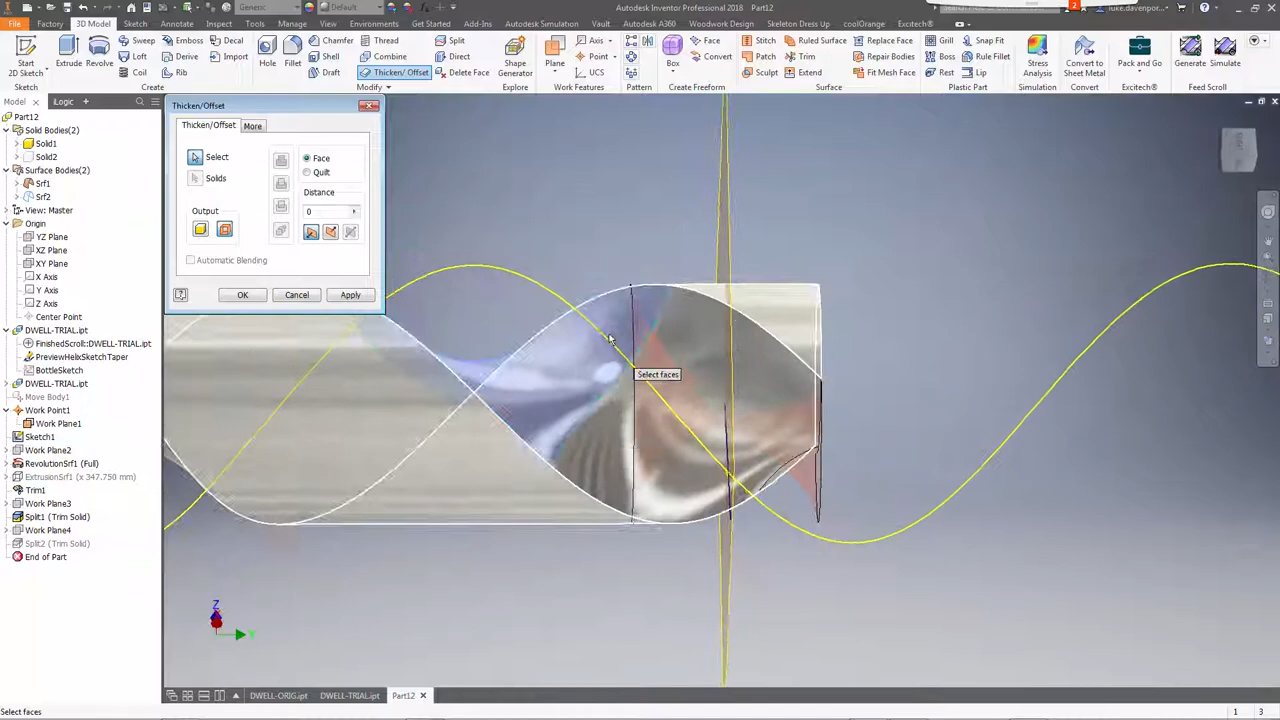 Generic
Autodesk Inventor Professional 2018 Part12
2
luke.davenpor...
File Factory 3D Model Sketch Annotate Inspect Tools Manage View Environments Get Started Add-Ins Autodesk Simulation Vault Autodesk A360 Woodwork Design Carleton Dress Up coolOrange Excitech®
Start
2D Sketch
Extrude
Revolve
Sweep
Loft
Coil
Emboss
Derive
Rib
Decal
Import
Create
Hole
Fillet
Chamfer
Shell
Draft
Thread
Combine
Thicken/ Offset
Split
Direct
Delete Face
Modify
Shape
Generator
Explore
Plane
Axis
Point
UCS
Work Features
Pattern
Box
Face
Convert
Create Freeform
Stitch
Patch
Sculpt
Ruled Surface
Trim
Extend
Replace Face
Repair Bodies
Fit Mesh Face
Surface
Grill
Boss
Rest
Snap Fit
Rule Fillet
Lip
Plastic Part
Stress
Analysis
Simulation
Convert to
Sheet Metal
Convert
Pack and Go
Excitech®
Generate
Simulate
Feed Scroll
Model
iLogic
Part12
Solid Bodies(2)
Solid1
Solid2
Surface Bodies(2)
Srf1
Srf2
View: Master
Origin
YZ Plane
XZ Plane
XY Plane
X Axis
Y Axis
Z Axis
Center Point
DWELL-TRIAL.ipt
FinishedScroll::DWELL-TRIAL.ipt
PreviewHelixSketchTaper
BottleSketch
DWELL-TRIAL.ipt
Move Body1
Work Point1
Work Plane1
Sketch1
Work Plane2
RevolutionSrf1 (Full)
ExtrusionSrf1 (x 347.750 mm)
Trim1
Work Plane3
Split1 (Trim Solid)
Work Plane4
Split2 (Trim Solid)
End of Part
Thicken/Offset
Thicken/Offset
More
Select
Solids
Output
Face
Quilt
Distance
0
Automatic Blending
OK
Cancel
Apply
Select faces
Z
Y
DWELL-ORIG.ipt
DWELL-TRIAL.ipt
Part12
Select faces
1
3